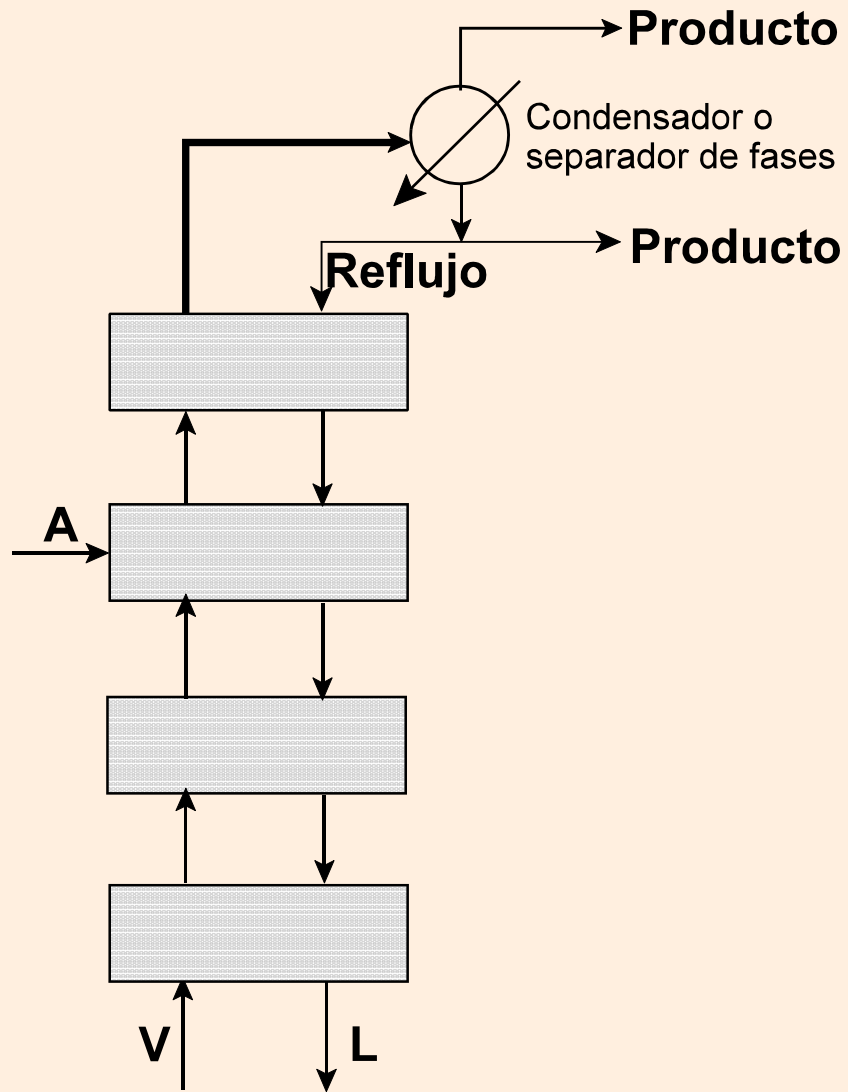 Producto
Condensador o
separador de fases
Producto
Reflujo
A
V
L